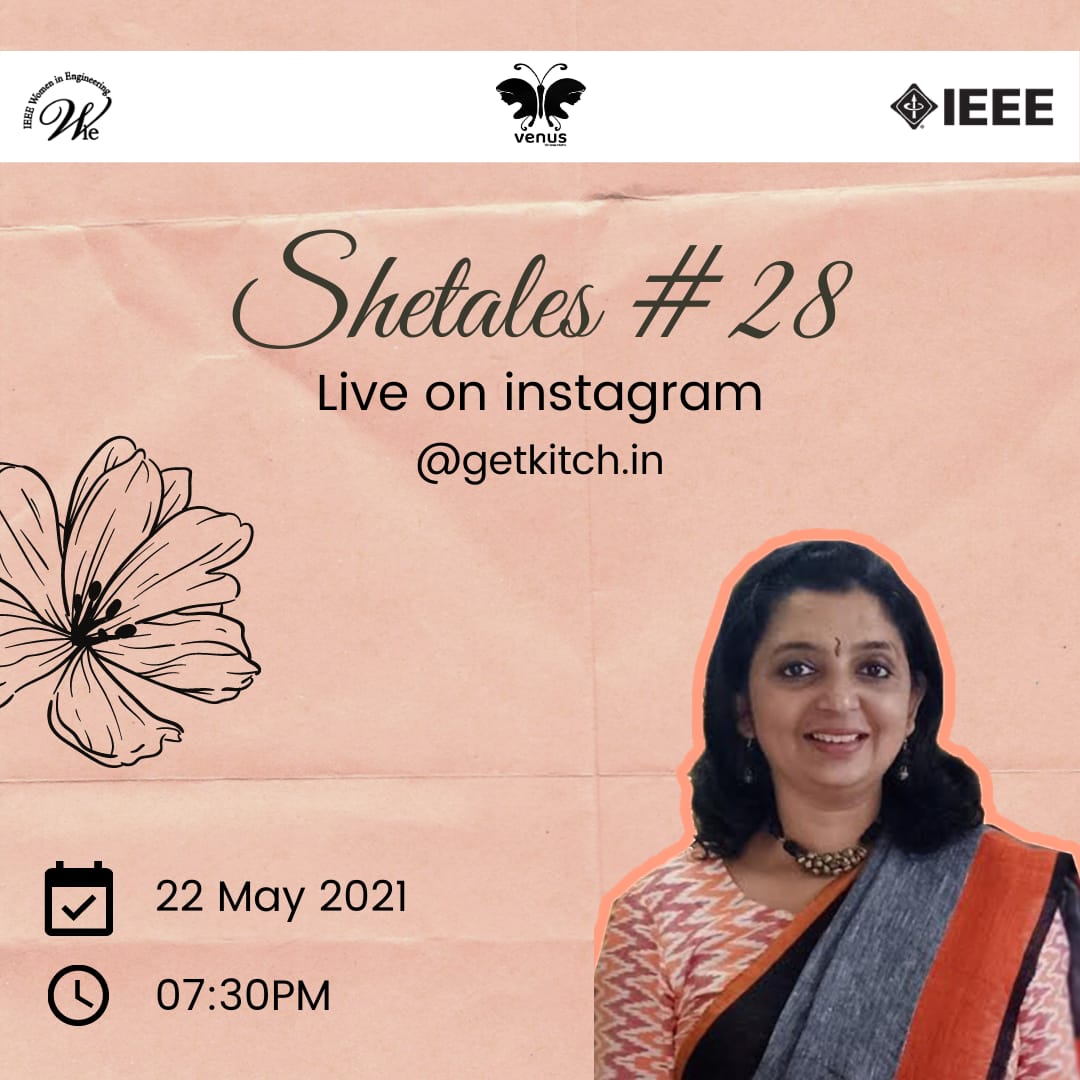 IEEE Women in Engineering
Wie
venus
IEEE
Shetales # 28
Live on instagram
@getkitch.in
22 May 2021
07:30PM